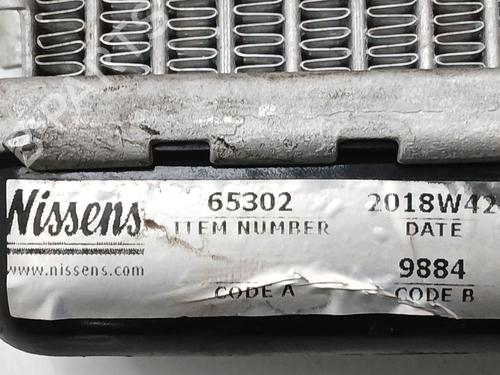 Nissens
www.nissens.com
65302
ITEM NUMBER
CODE A
2018W42
DATE
9884
CODE B